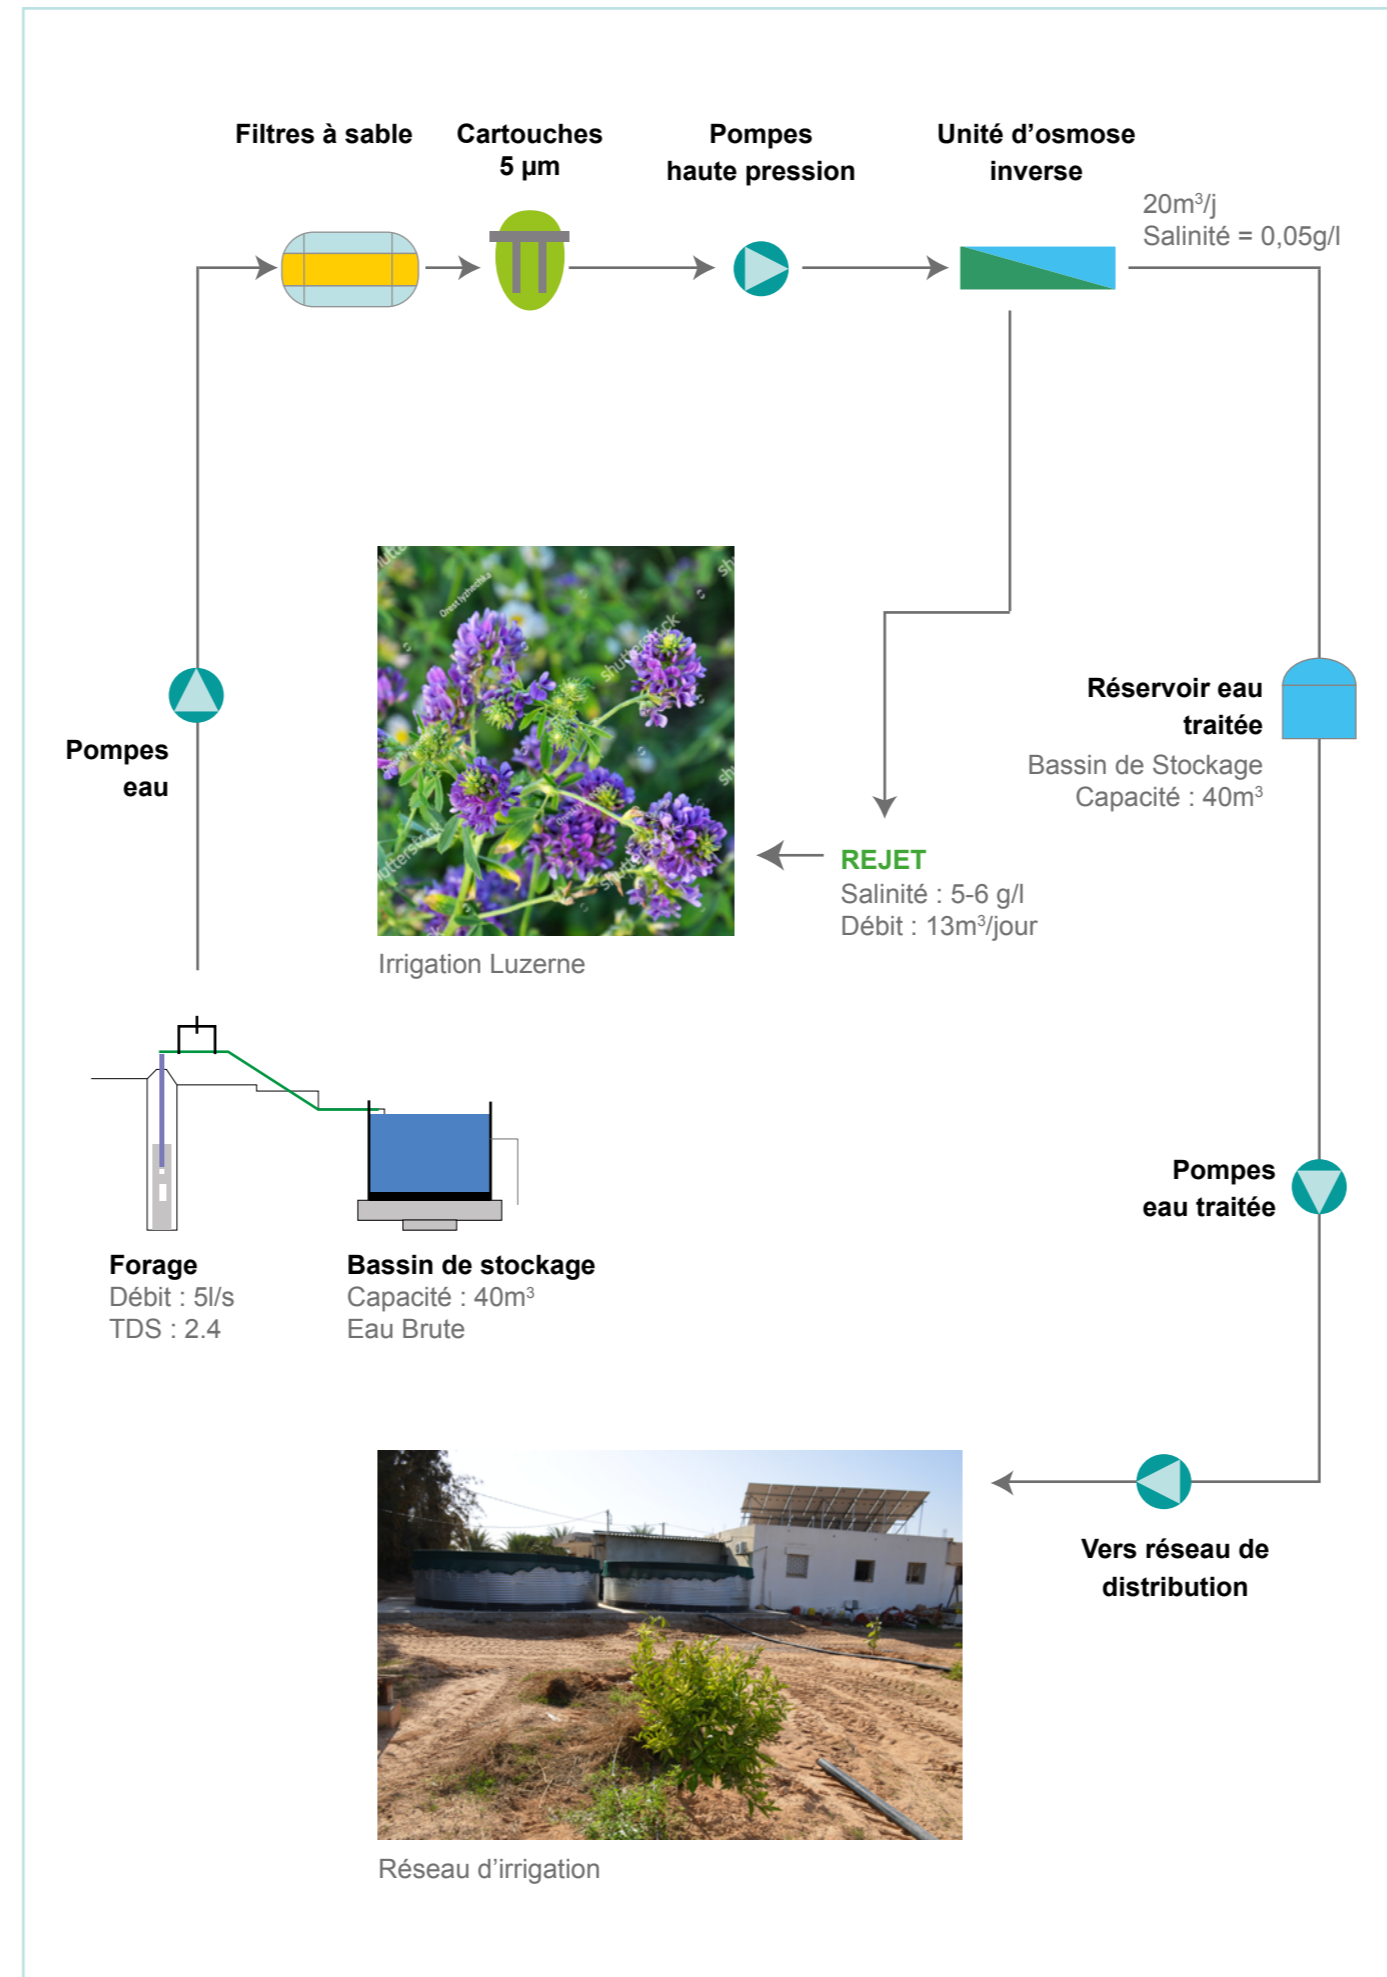 Filtres à sable
Cartouches
5 µm
Pompes
haute pression
Unité d’osmose
inverse
20m³/j
Salinité = 0,05g/l
Pompes
eau
Réservoir eau
traitée
Bassin de Stockage
Capacité : 40m³
REJET
Salinité : 5-6 g/l
Débit : 13m³/jour
shutterstock
Irrigation Luzerne
Pompes
eau traitée
Forage
Débit : 5l/s
TDS : 2.4
Bassin de stockage
Capacité : 40m³
Eau Brute
Vers réseau de
distribution
Réseau d’irrigation